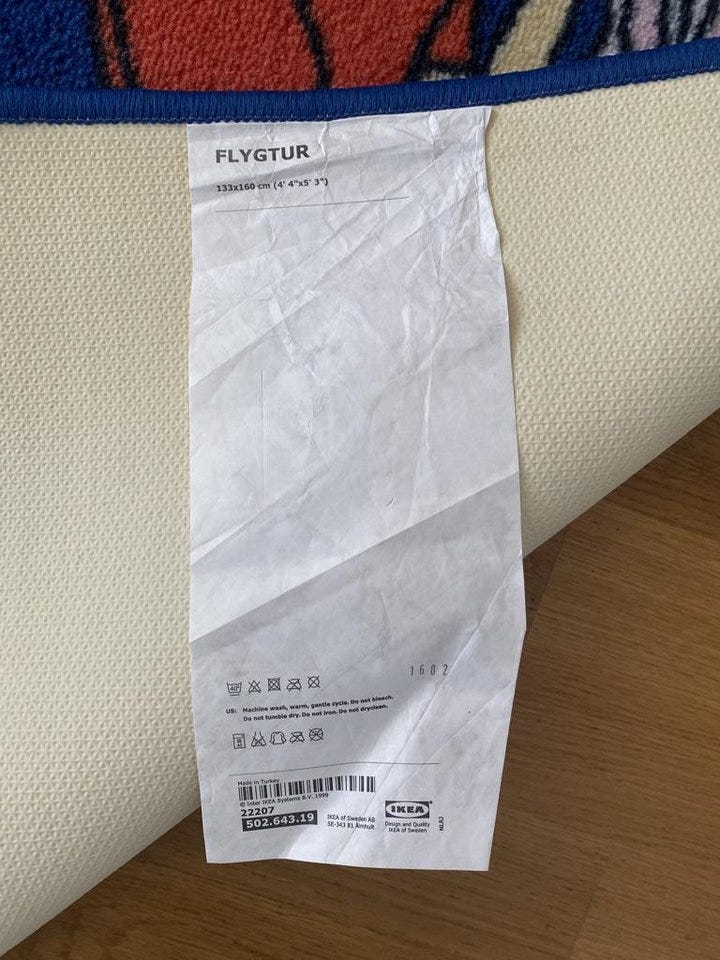 FLYGTUR
133x160 cm (4' 4"x5' 3")
1602
40°
US: Machine wash, warm, gentle cycle. Do not bleach.
Do not tumble dry. Do not iron. Do not dryclean.
Made in Turkey
© Inter IKEA Systems B.V. 1999
22207
502.643.19
IKEA of Sweden AB
SE-343 81 Älmhult
IKEA
Design and Quality
IKEA of Sweden
NLRJ